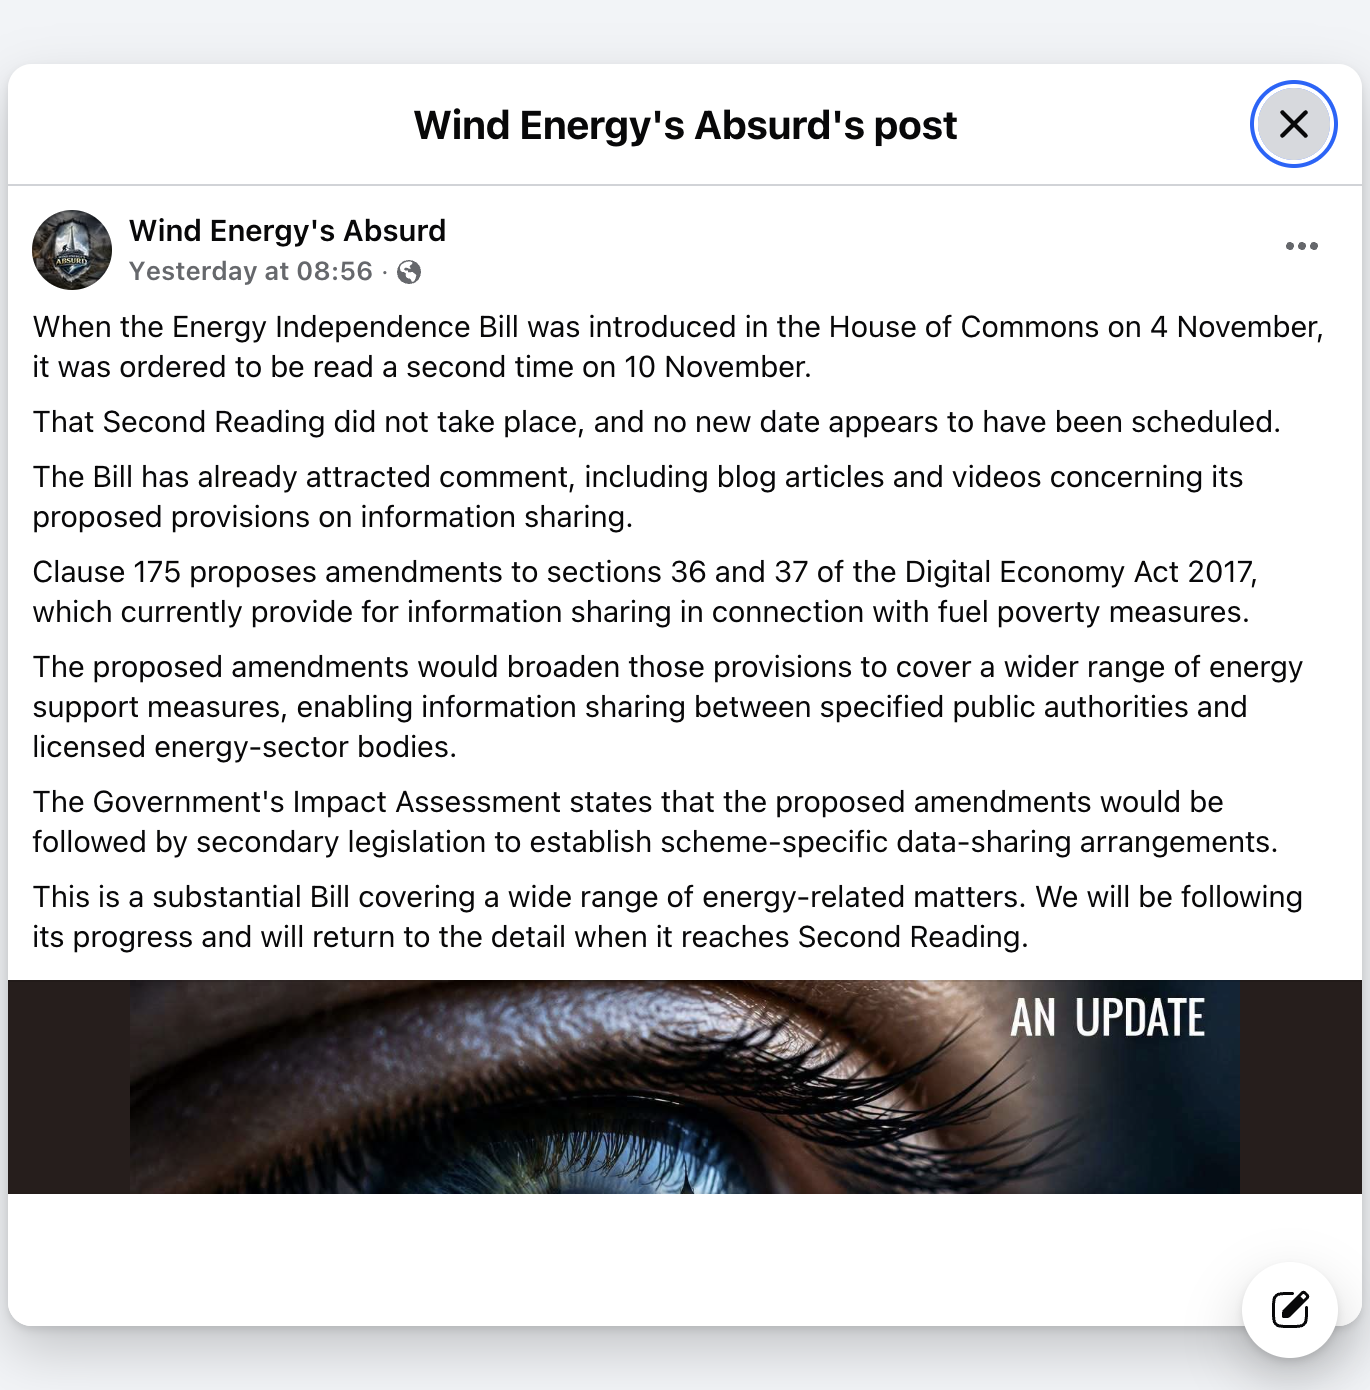 Wind Energy's Absurd's post
ABSURD
Wind Energy's Absurd
Yesterday at 08:56 ·
When the Energy Independence Bill was introduced in the House of Commons on 4 November,
it was ordered to be read a second time on 10 November.
That Second Reading did not take place, and no new date appears to have been scheduled.
The Bill has already attracted comment, including blog articles and videos concerning its
proposed provisions on information sharing.
Clause 175 proposes amendments to sections 36 and 37 of the Digital Economy Act 2017,
which currently provide for information sharing in connection with fuel poverty measures.
The proposed amendments would broaden those provisions to cover a wider range of energy
support measures, enabling information sharing between specified public authorities and
licensed energy-sector bodies.
The Government's Impact Assessment states that the proposed amendments would be
followed by secondary legislation to establish scheme-specific data-sharing arrangements.
This is a substantial Bill covering a wide range of energy-related matters. We will be following
its progress and will return to the detail when it reaches Second Reading.
AN UPDATE